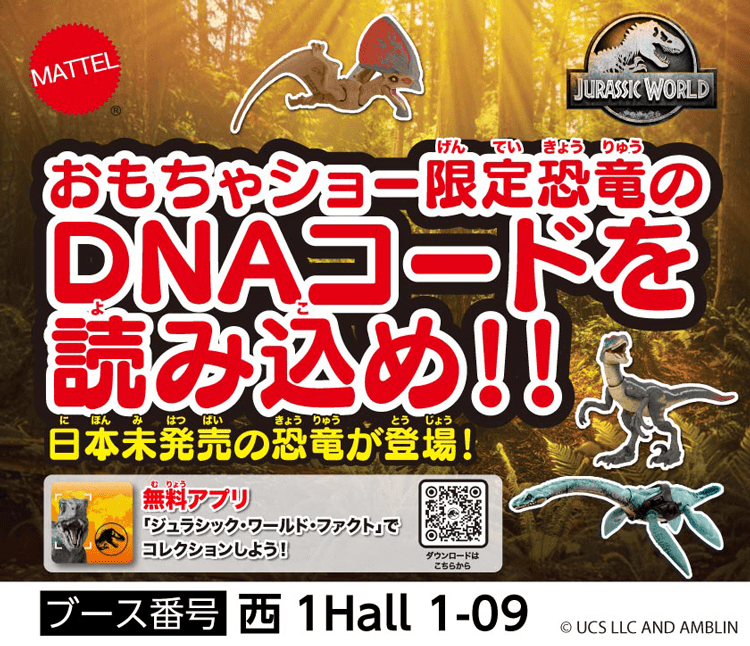 MATTEL
®
JURASSIC WORLD
げん てい きょう りゅう
おもちゃショー限定恐竜の
DNAコードを
よ こ
読み込め!!
に ほん み はつ ばい きょう りゅう とう じょう
日本未発売の恐竜が登場!
む りょう
無料アプリ
「ジュラシック・ワールド・ファクト」で
コレクションしよう!
ダウンロードは
こちらから
ブース番号 西 1Hall 1-09
© UCS LLC AND AMBLIN